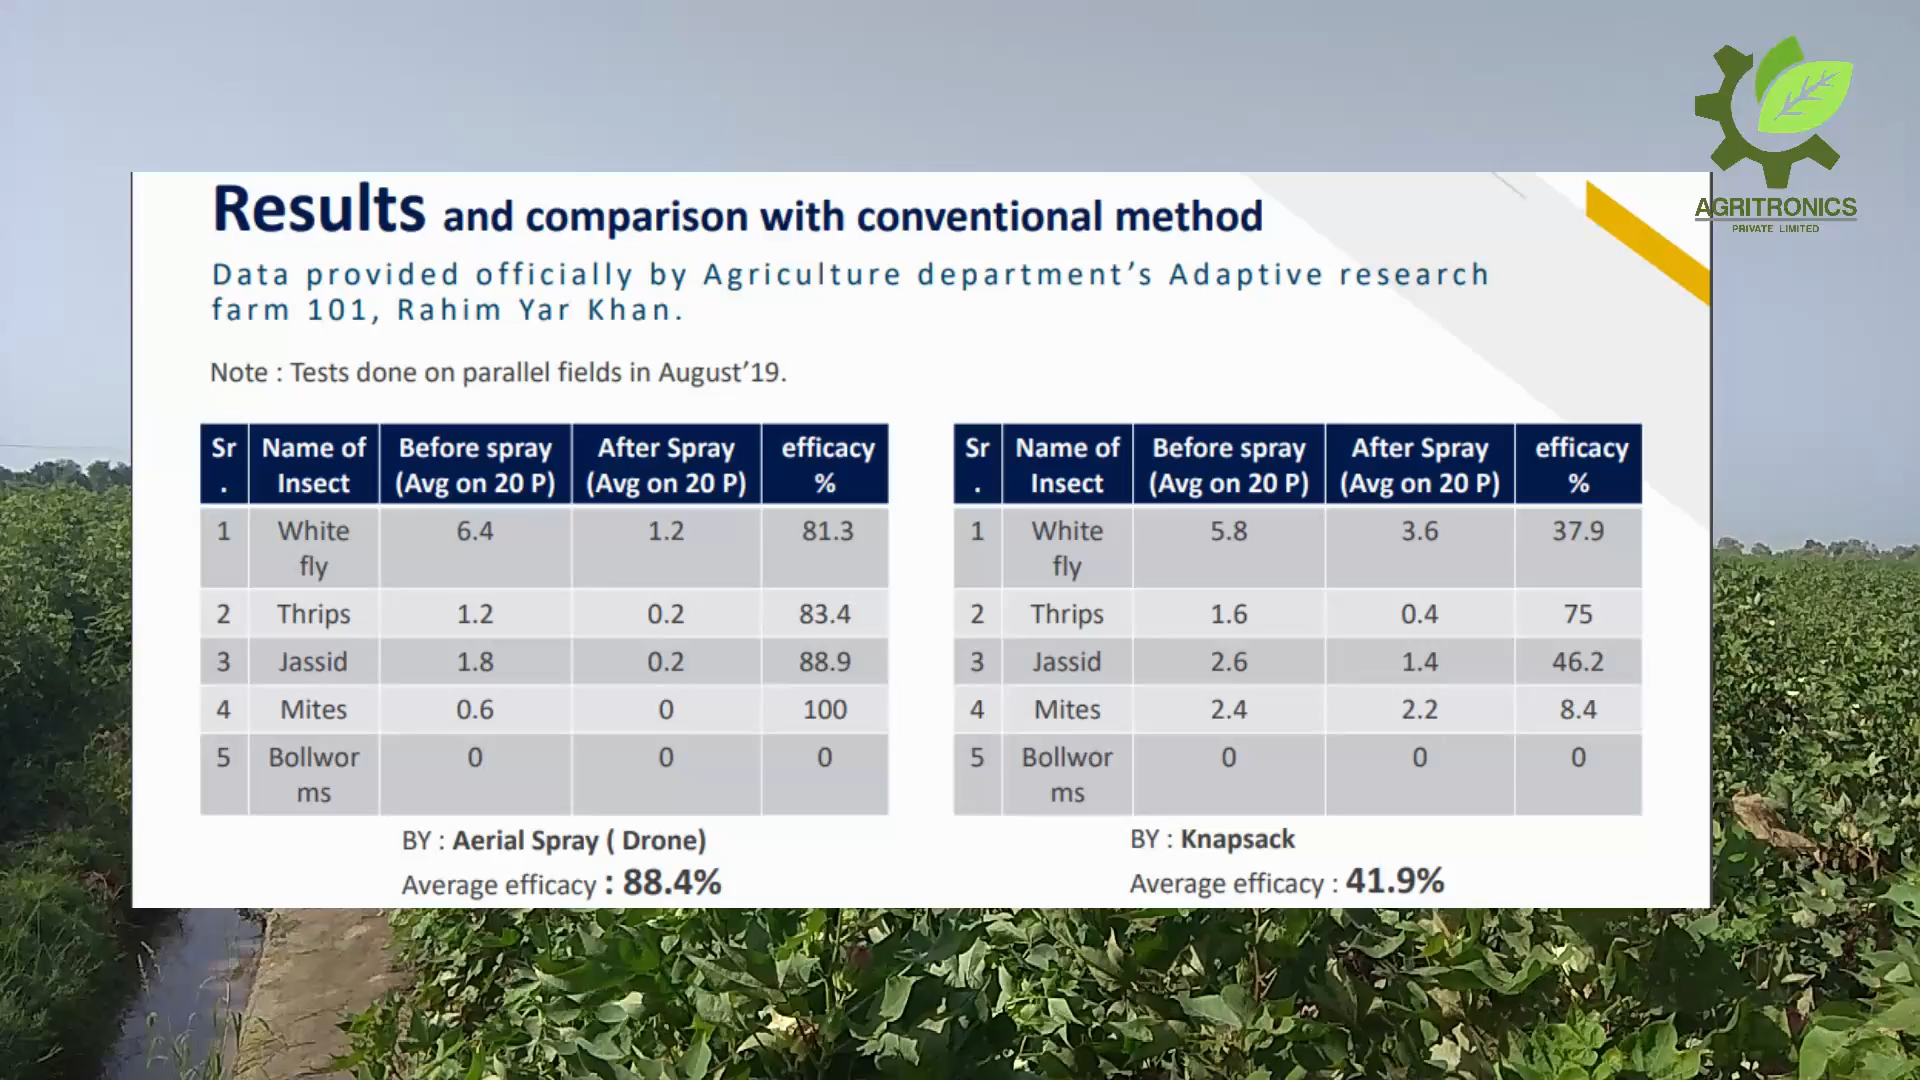 AGRITRONICS
PRIVATE LIMITED
Results and comparison with conventional method
Data provided officially by Agriculture department’s Adaptive research
farm 101, Rahim Yar Khan.
Note : Tests done on parallel fields in August’19.
Sr . Name of Insect Before spray (Avg on 20 P) After Spray (Avg on 20 P) efficacy %
1 White fly 6.4 1.2 81.3
2 Thrips 1.2 0.2 83.4
3 Jassid 1.8 0.2 88.9
4 Mites 0.6 0 100
5 Bollwor ms 0 0 0
BY : Aerial Spray ( Drone)
Average efficacy : 88.4%
Sr . Name of Insect Before spray (Avg on 20 P) After Spray (Avg on 20 P) efficacy %
1 White fly 5.8 3.6 37.9
2 Thrips 1.6 0.4 75
3 Jassid 2.6 1.4 46.2
4 Mites 2.4 2.2 8.4
5 Bollwor ms 0 0 0
BY : Knapsack
Average efficacy : 41.9%